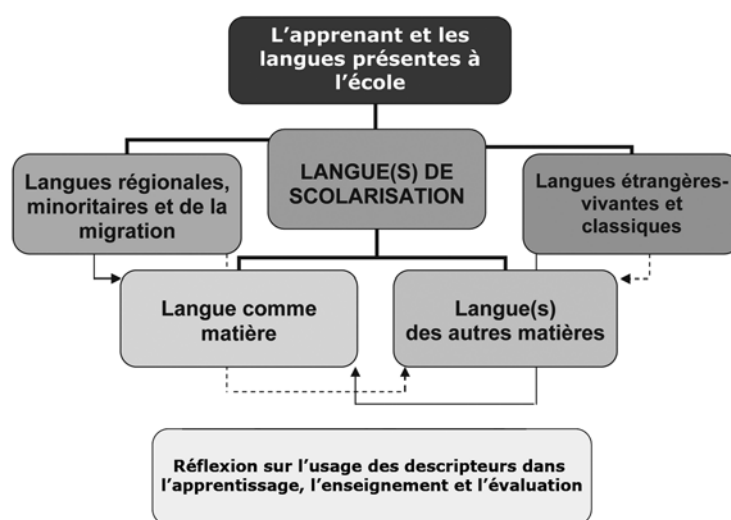 L'apprenant et les
langues présentes à
l'école
LANGUE(S) DE
SCOLARISATION
Langues régionales,
minoritaires et de la
migration
Langues étrangères-
vivantes et
classiques
Langue comme
matière
Langue(s)
des autres matières
Réflexion sur l'usage des descripteurs dans
l'apprentissage, l'enseignement et l'évaluation